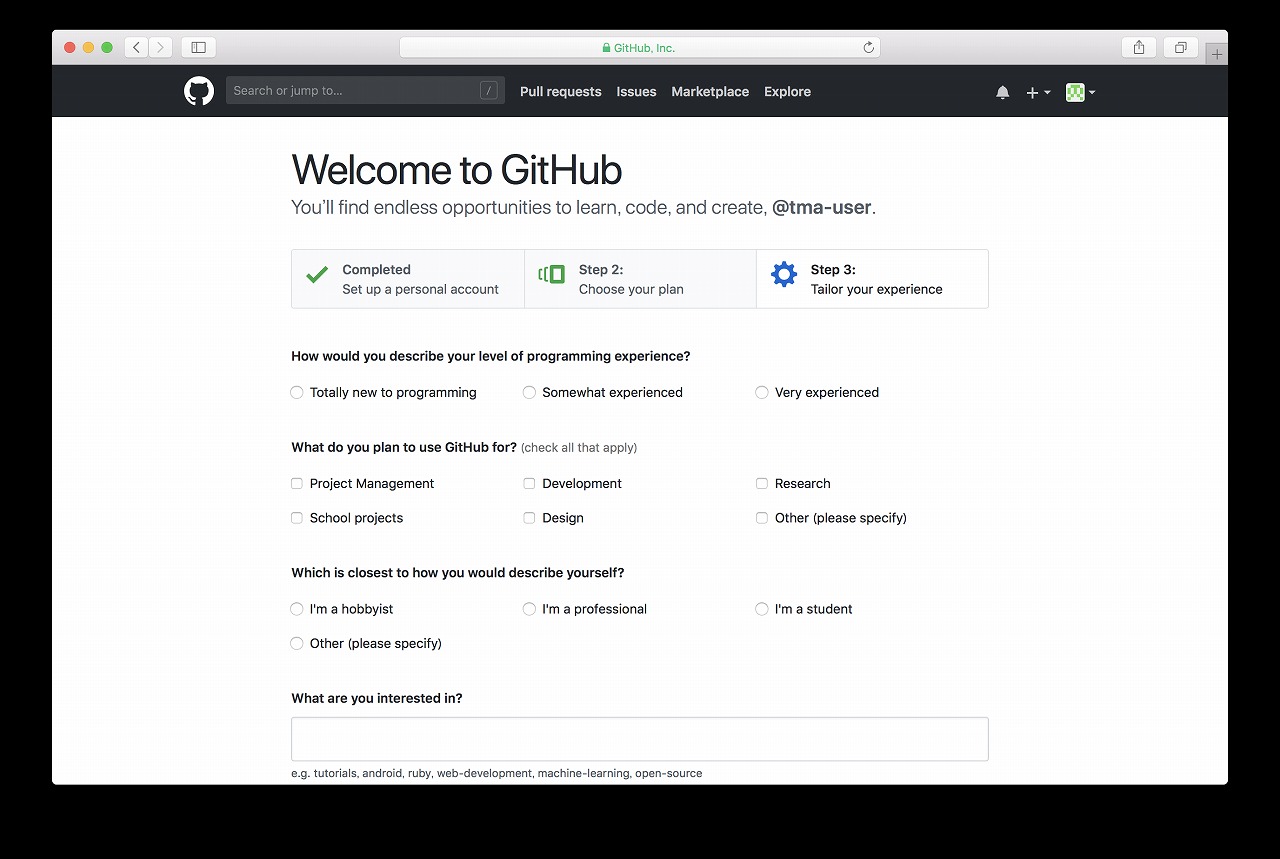 GitHub, Inc.
Search or jump to... /
Pull requests Issues Marketplace Explore
Welcome to GitHub
You'll find endless opportunities to learn, code, and create, @tma-user.
Completed
Set up a personal account
Step 2:
Choose your plan
Step 3:
Tailor your experience
How would you describe your level of programming experience?
Totally new to programming Somewhat experienced Very experienced
What do you plan to use GitHub for? (check all that apply)
Project Management Development Research
School projects Design Other (please specify)
Which is closest to how you would describe yourself?
I'm a hobbyist I'm a professional I'm a student
Other (please specify)
What are you interested in?
e.g. tutorials, android, ruby, web-development, machine-learning, open-source